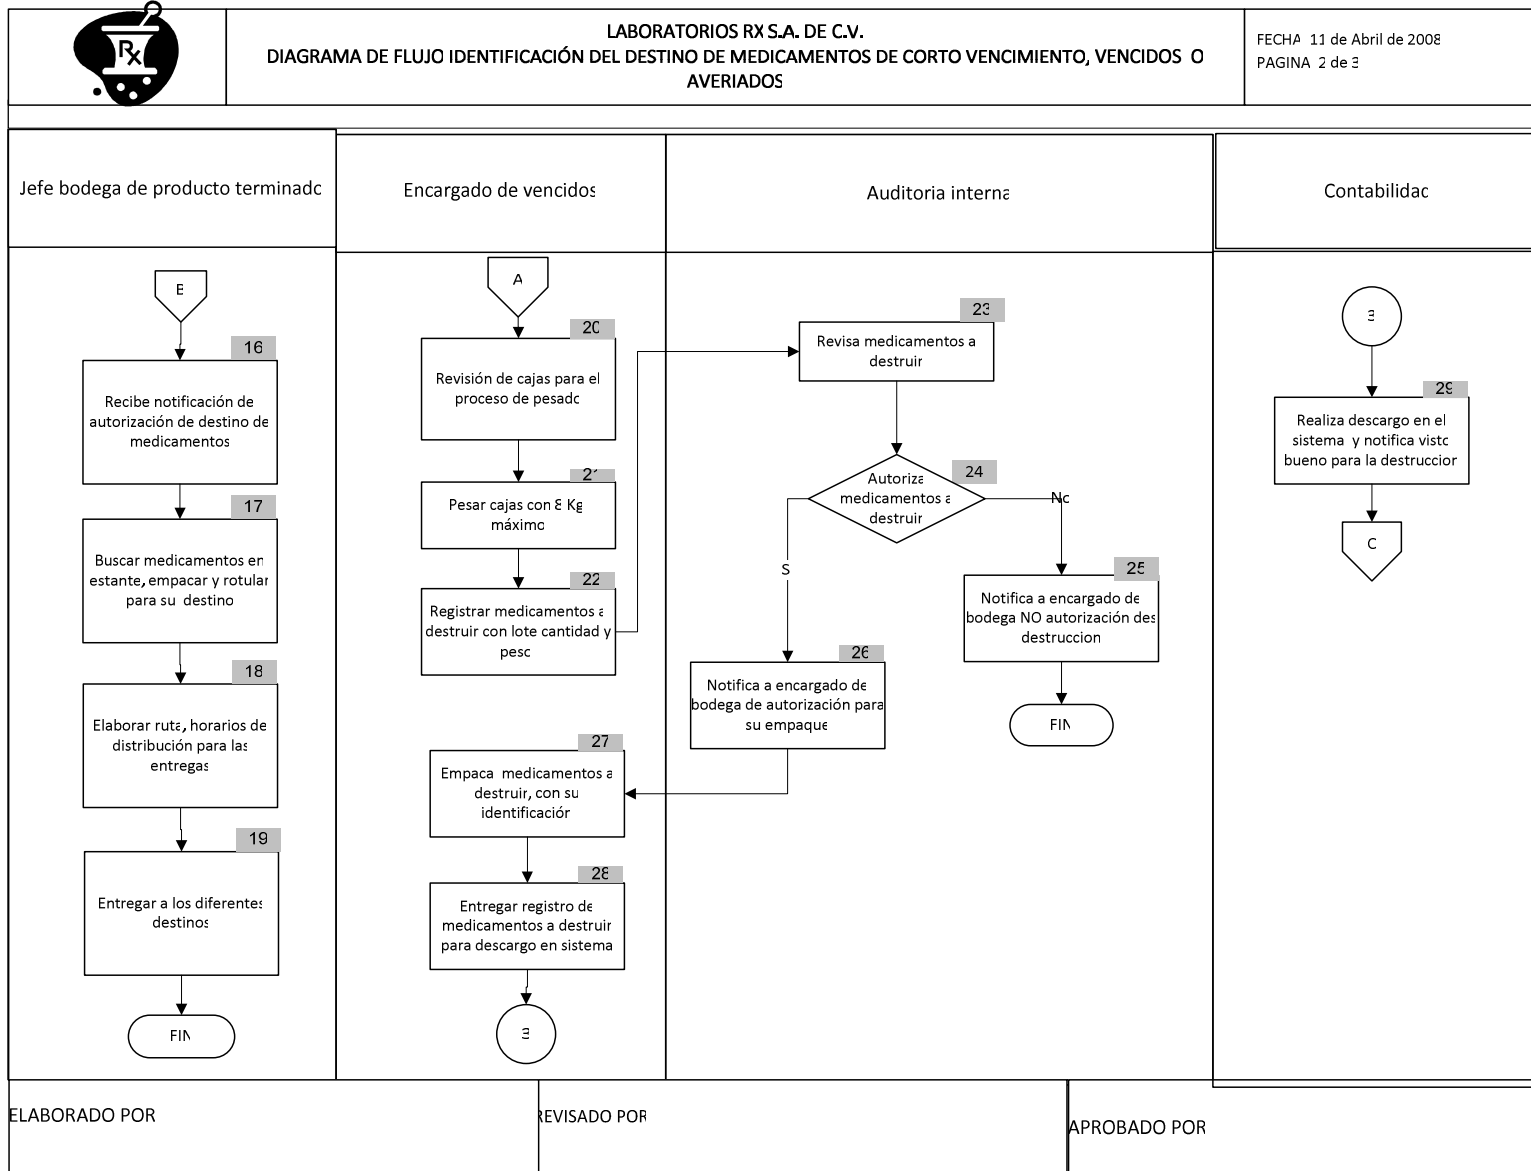 Rx
LABORATORIOS RX S.A. DE C.V.
DIAGRAMA DE FLUJO IDENTIFICACIÓN DEL DESTINO DE MEDICAMENTOS DE CORTO VENCIMIENTO, VENCIDOS O
AVERIADOS
FECHA 11 de Abril de 2008
PAGINA 2 de 3
Jefe bodega de producto terminado
Encargado de vencidos
Auditoria interna
Contabilidad
B
16
Recibe notificación de
autorización de destino de
medicamentos
17
Buscar medicamentos en
estante, empacar y rotular
para su destino
18
Elaborar ruta, horarios de
distribución para las
entregas
19
Entregar a los diferentes
destinos
FIN
A
20
Revisión de cajas para el
proceso de pesado
21
Pesar cajas con 8 Kg
máximo
22
Registrar medicamentos a
destruir con lote cantidad y
peso
27
Empaca medicamentos a
destruir, con su
identificación
28
Entregar registro de
medicamentos a destruir
para descargo en sistema
3
23
Revisa medicamentos a
destruir
24
Autoriza
medicamentos a
destruir
No
S
25
Notifica a encargado de
bodega NO autorización des
destruccion
FIN
26
Notifica a encargado de
bodega de autorización para
su empaque
3
29
Realiza descargo en el
sistema y notifica visto
bueno para la destruccion
C
ELABORADO POR
REVISADO POR
APROBADO POR